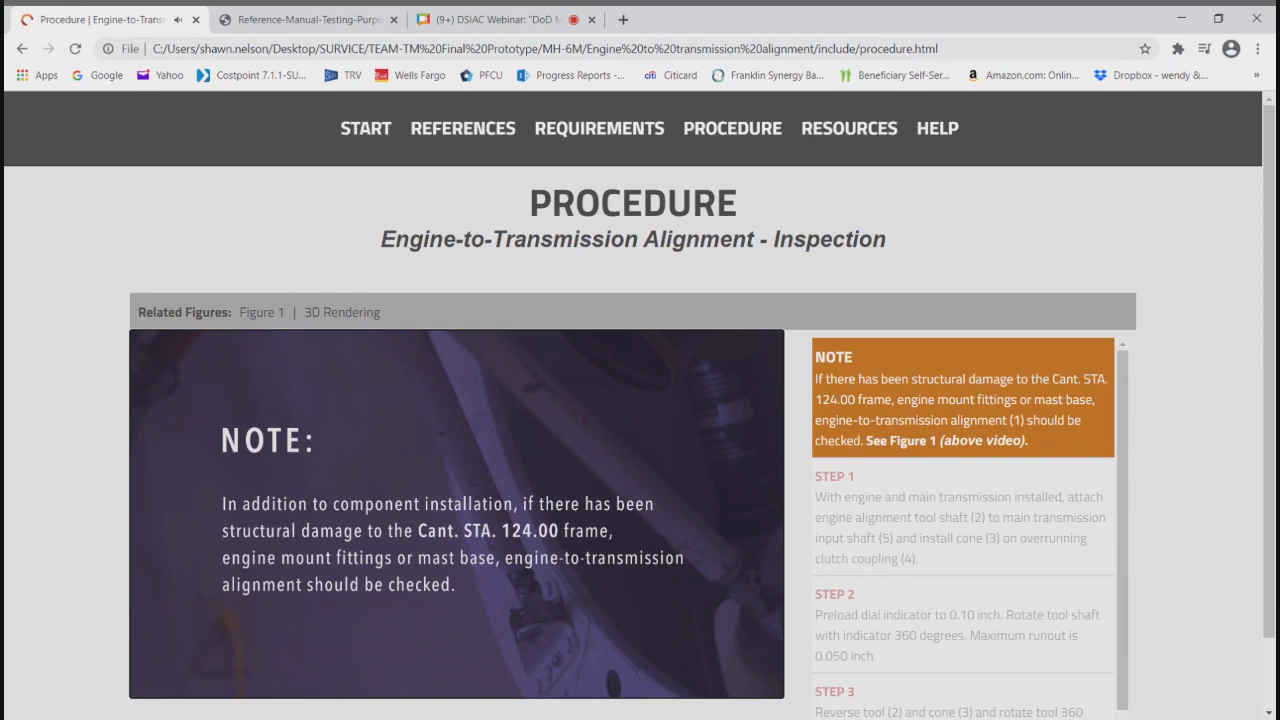 Procedure | Engine-to-Transm
Reference-Manual-Testing-Purpo
(9+) DSIAC Webinar: "DoD M
File | C:/Users/shawn.nelson/Desktop/SURVICE/TEAM-TM%20Final%20Prototype/MH-6M/Engine%20to%20transmission%20alignment/include/procedure.html
Apps Google Yahoo Costpoint 7.1.1-SU... TRV Wells Fargo PFCU Progress Reports -... citi Citicard Franklin Synergy Ba... Beneficiary Self-Ser... Amazon.com: Onlin... Dropbox - wendy &... »
START REFERENCES REQUIREMENTS PROCEDURE RESOURCES HELP
PROCEDURE
Engine-to-Transmission Alignment - Inspection
Related Figures: Figure 1 | 3D Rendering
NOTE:
In addition to component installation, if there has been
structural damage to the Cant. STA. 124.00 frame,
engine mount fittings or mast base, engine-to-transmission
alignment should be checked.
NOTE
If there has been structural damage to the Cant. STA.
124.00 frame, engine mount fittings or mast base,
engine-to-transmission alignment (1) should be
checked. See Figure 1 (above video).
STEP 1
With engine and main transmission installed, attach
engine alignment tool shaft (2) to main transmission
input shaft (5) and install cone (3) on overrunning
clutch coupling (4).
STEP 2
Preload dial indicator to 0.10 inch. Rotate tool shaft
with indicator 360 degrees. Maximum runout is
0.050 inch.
STEP 3
Reverse tool (2) and cone (3) and rotate tool 360